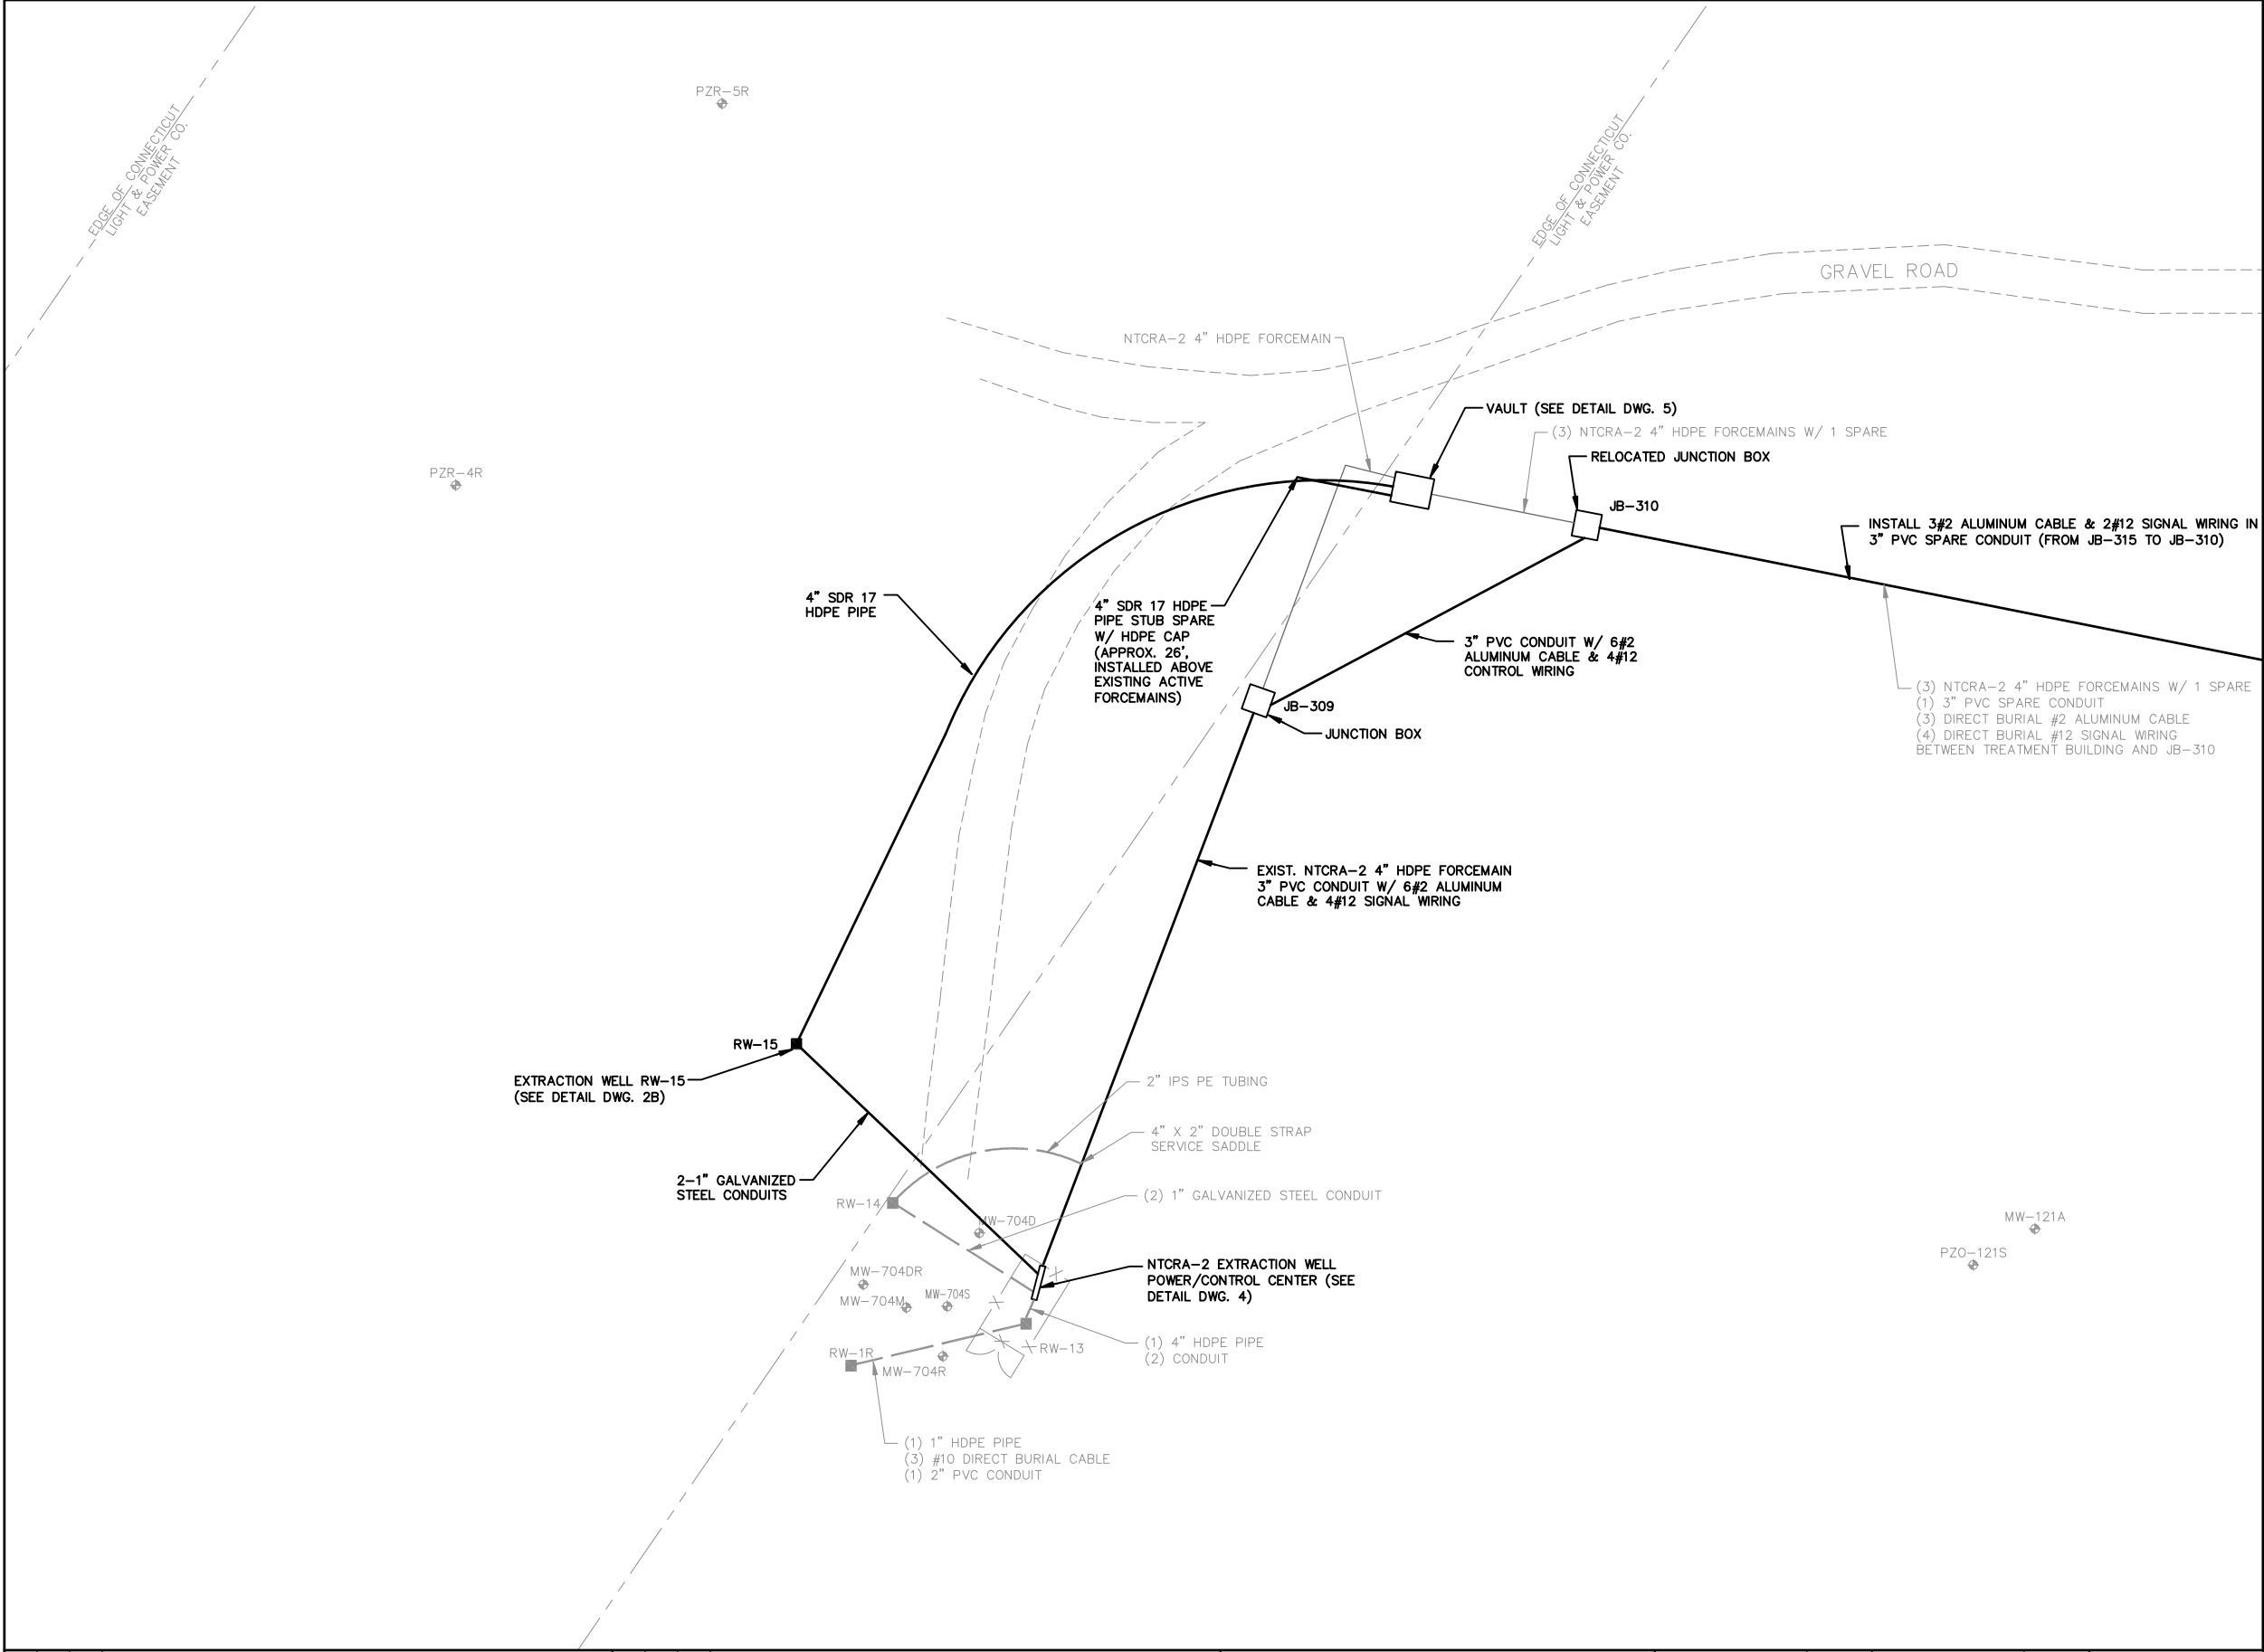 PZR-5R
EDGE OF CONNECTICUT
LIGHT & POWER CO.
EASEMENT
EDGE OF CONNECTICUT
LIGHT & POWER CO.
EASEMENT
GRAVEL ROAD
NTCRA-2 4" HDPE FORCEMAIN
VAULT (SEE DETAIL DWG. 5)
(3) NTCRA-2 4" HDPE FORCEMAINS W/ 1 SPARE
RELOCATED JUNCTION BOX
PZR-4R
JB-310
INSTALL 3#2 ALUMINUM CABLE & 2#12 SIGNAL WIRING IN
3" PVC SPARE CONDUIT (FROM JB-315 TO JB-310)
4" SDR 17
HDPE PIPE
4" SDR 17 HDPE
PIPE STUB SPARE
W/ HDPE CAP
(APPROX. 26',
INSTALLED ABOVE
EXISTING ACTIVE
FORCEMAINS)
3" PVC CONDUIT W/ 6#2
ALUMINUM CABLE & 4#12
CONTROL WIRING
(3) NTCRA-2 4" HDPE FORCEMAINS W/ 1 SPARE
(1) 3" PVC SPARE CONDUIT
(3) DIRECT BURIAL #2 ALUMINUM CABLE
(4) DIRECT BURIAL #12 SIGNAL WIRING
BETWEEN TREATMENT BUILDING AND JB-310
JB-309
JUNCTION BOX
EXIST. NTCRA-2 4" HDPE FORCEMAIN
3" PVC CONDUIT W/ 6#2 ALUMINUM
CABLE & 4#12 SIGNAL WIRING
RW-15
EXTRACTION WELL RW-15
(SEE DETAIL DWG. 2B)
2" IPS PE TUBING
4" X 2" DOUBLE STRAP
SERVICE SADDLE
2-1" GALVANIZED
STEEL CONDUITS
(2) 1" GALVANIZED STEEL CONDUIT
RW-14
MW-704D
MW-121A
PZO-121S
NTCRA-2 EXTRACTION WELL
POWER/CONTROL CENTER (SEE
DETAIL DWG. 4)
MW-704DR
MW-704M
MW-704S
(1) 4" HDPE PIPE
(2) CONDUIT
RW-13
RW-1R
MW-704R
(1) 1" HDPE PIPE
(3) #10 DIRECT BURIAL CABLE
(1) 2" PVC CONDUIT